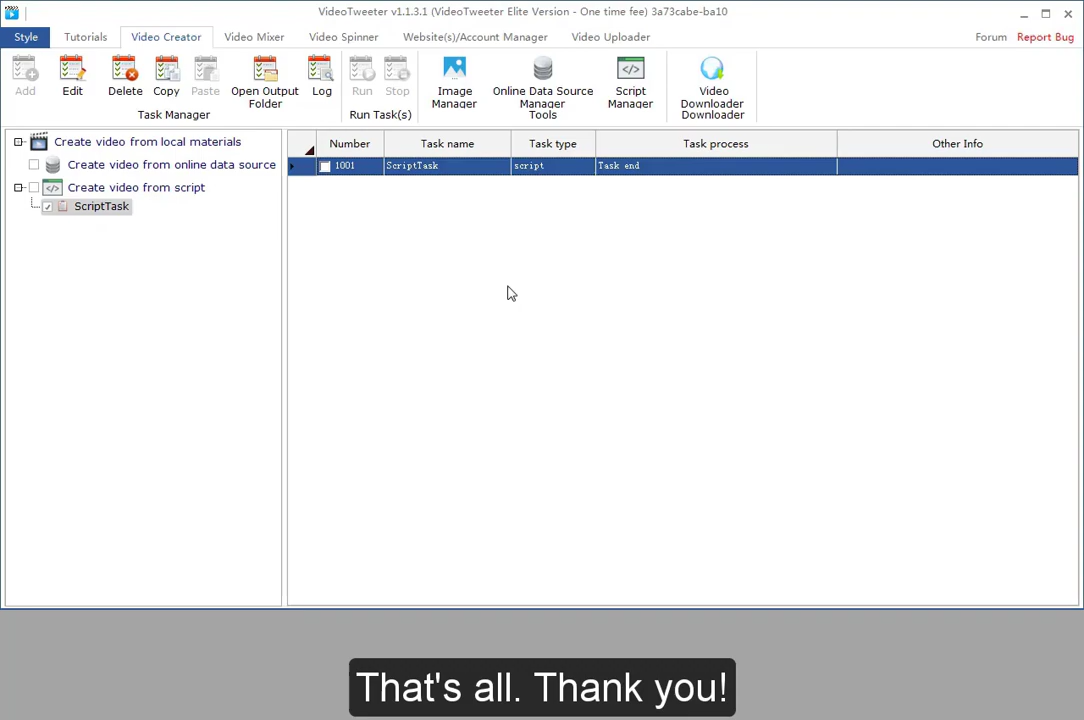 VideoTweeter v1.1.3.1 (VideoTweeter Elite Version - One time fee) 3a73cabe-ba10
Style Tutorials Video Creator Video Mixer Video Spinner Website(s)/Account Manager Video Uploader Forum Report Bug
Add Edit Delete Copy Paste Open Output Folder Log Run Stop Image Manager Online Data Source Manager Script Manager Video Downloader
Task Manager Run Task(s) Tools Downloader
Create video from local materials
Create video from online data source
Create video from script
ScriptTask
Number Task name Task type Task process Other Info
1001 ScriptTask script Task end
That's all. Thank you!